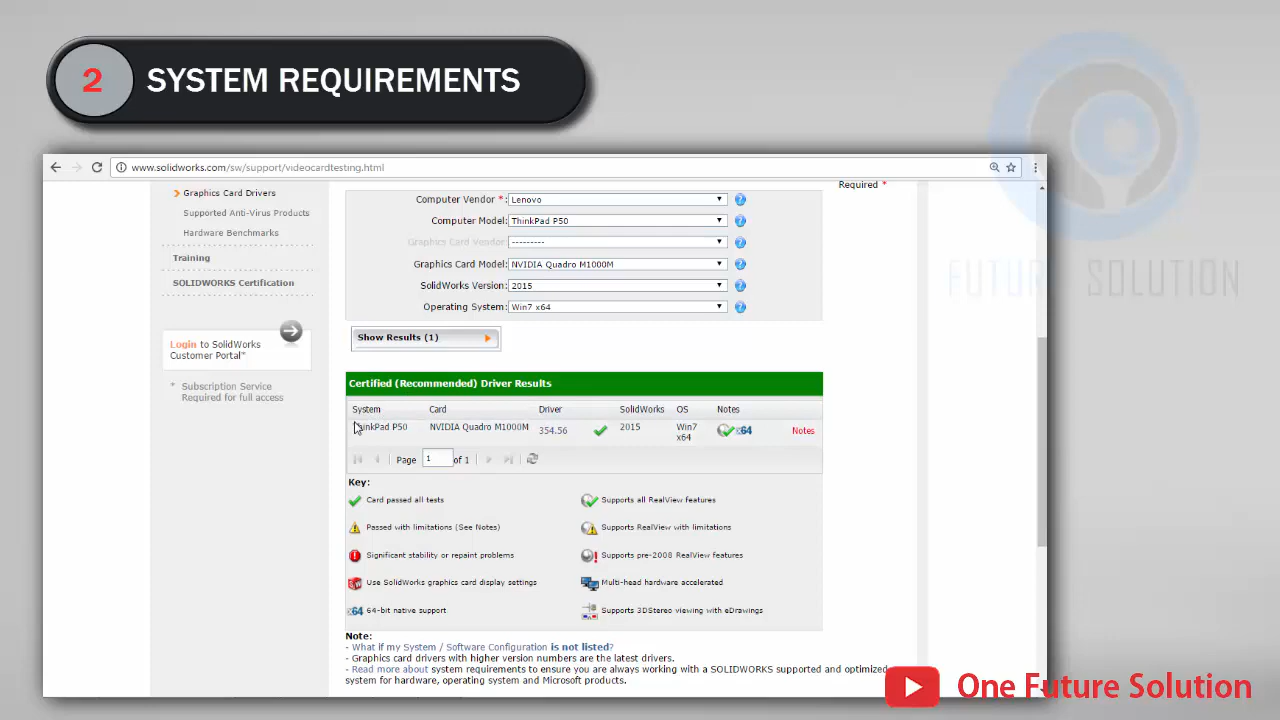 2 SYSTEM REQUIREMENTS
www.solidworks.com/sw/support/videocardtesting.html
Graphics Card Drivers
Supported Anti-Virus Products
Hardware Benchmarks
Training
SOLIDWORKS Certification
Login to SolidWorks
Customer Portal™
* Subscription Service
Required for full access
Required *
Computer Vendor *: Lenovo
Computer Model: ThinkPad P50
Graphics Card Vendor: ---------
Graphics Card Model: NVIDIA Quadro M1000M
SolidWorks Version: 2015
Operating System: Win7 x64
Show Results (1)
Certified (Recommended) Driver Results
System Card Driver SolidWorks OS Notes
ThinkPad P50 NVIDIA Quadro M1000M 354.56 2015 Win7 x64 x64 Notes
Page 1 of 1
Key:
Card passed all tests
Supports all RealView features
Passed with limitations (See Notes)
Supports RealView with limitations
Significant stability or repaint problems
Supports pre-2008 RealView features
Use SolidWorks graphics card display settings
Multi-head hardware accelerated
x64 64-bit native support
Supports 3DStereo viewing with eDrawings
Note:
- What if my System / Software Configuration is not listed?
- Graphics card drivers with higher version numbers are the latest drivers.
- Read more about system requirements to ensure you are always working with a SOLIDWORKS supported and optimized
system for hardware, operating system and Microsoft products.
FUTURE SOLUTION
One Future Solution